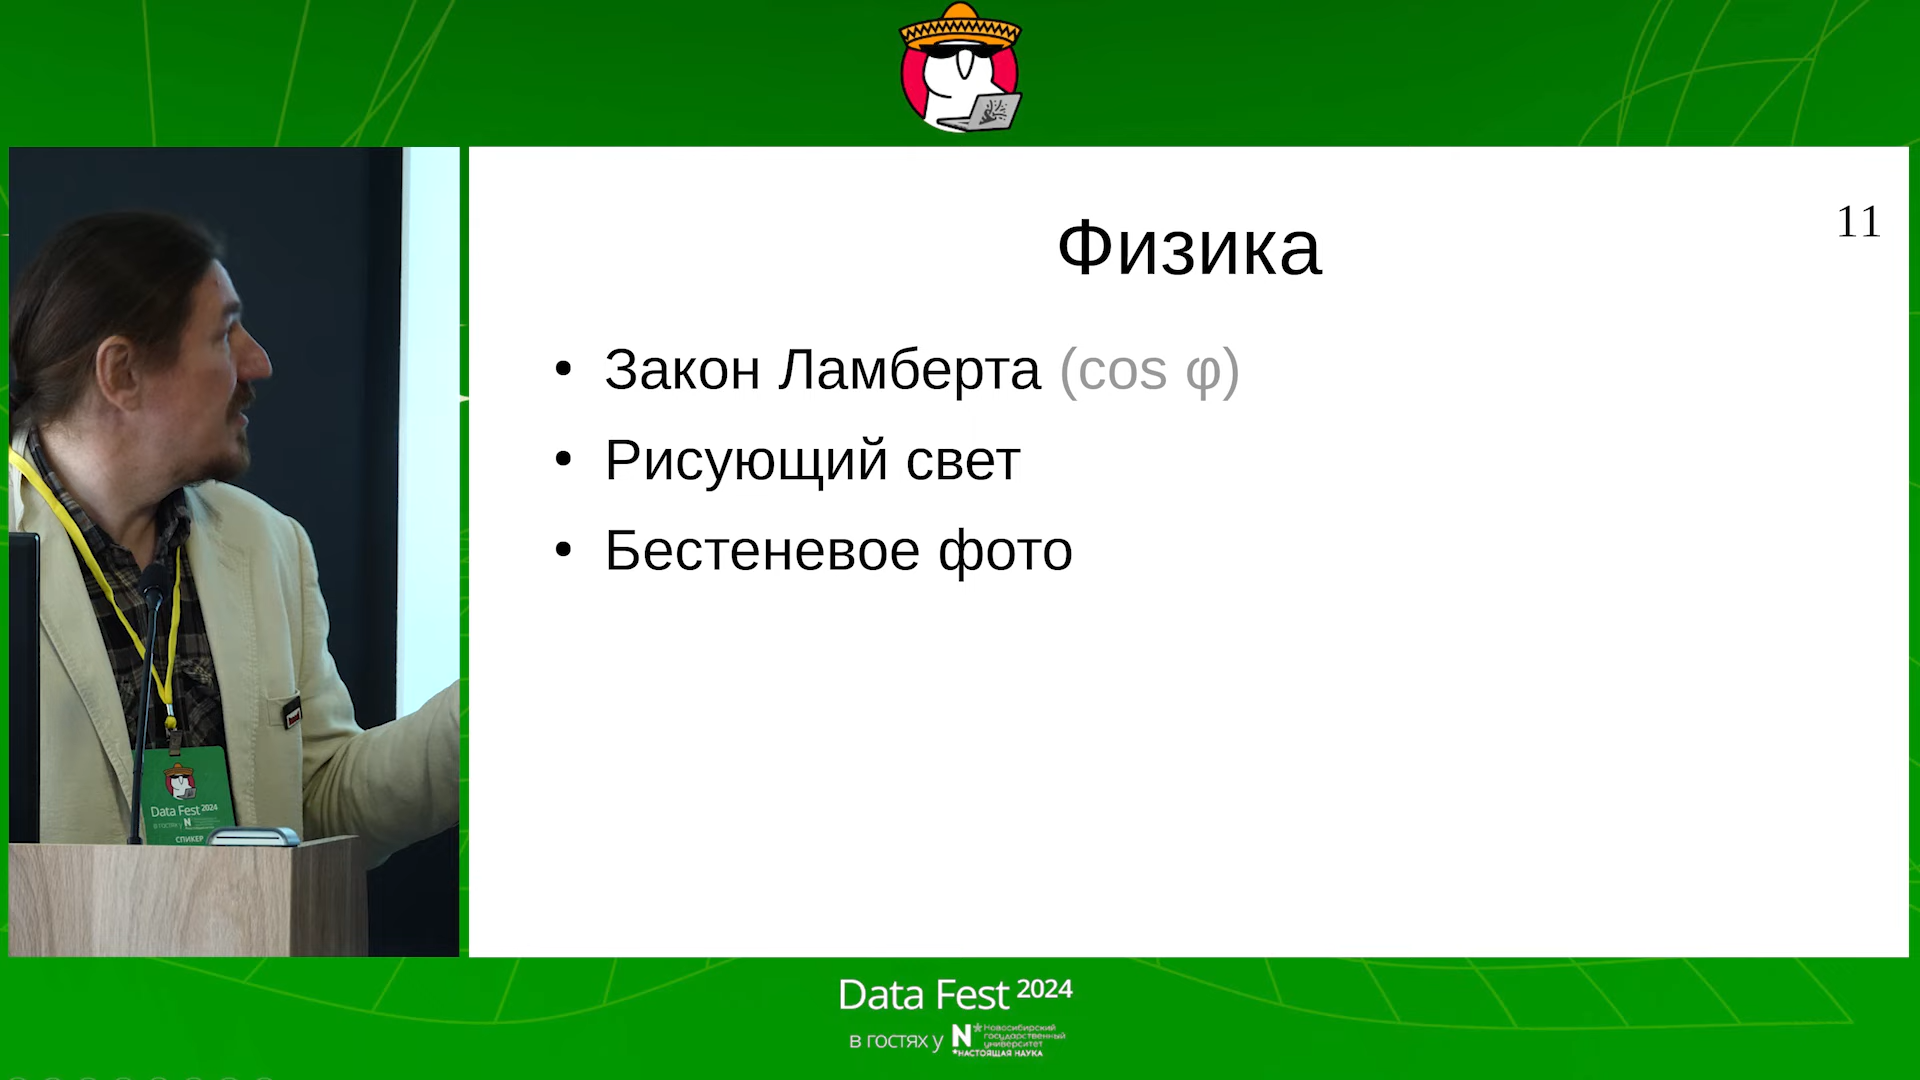 11
Физика
• Закон Ламберта (cos φ)
• Рисующий свет
• Бестеневое фото
Data Fest 2024
в гостях у N
СПИКЕР
Data Fest 2024
в гостях у N* Новосибирский
государственный
университет
*НАСТОЯЩАЯ НАУКА